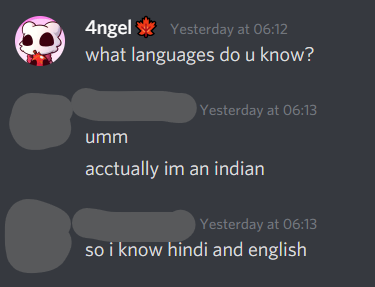 4ngel🍁 Yesterday at 06:12
what languages do u know?
Yesterday at 06:13
umm
acctually im an indian
Yesterday at 06:13
so i know hindi and english